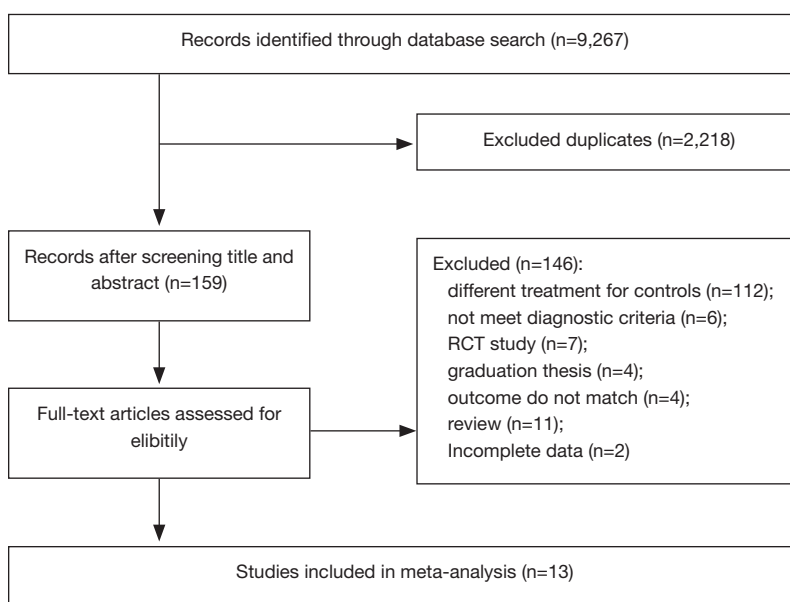 Records identified through database search (n=9,267)
Excluded duplicates (n=2,218)
Records after screening title and
abstract (n=159)
Excluded (n=146):
different treatment for controls (n=112);
not meet diagnostic criteria (n=6);
RCT study (n=7);
graduation thesis (n=4);
outcome do not match (n=4);
review (n=11);
Incomplete data (n=2)
Full-text articles assessed for
elibitily
Studies included in meta-analysis (n=13)